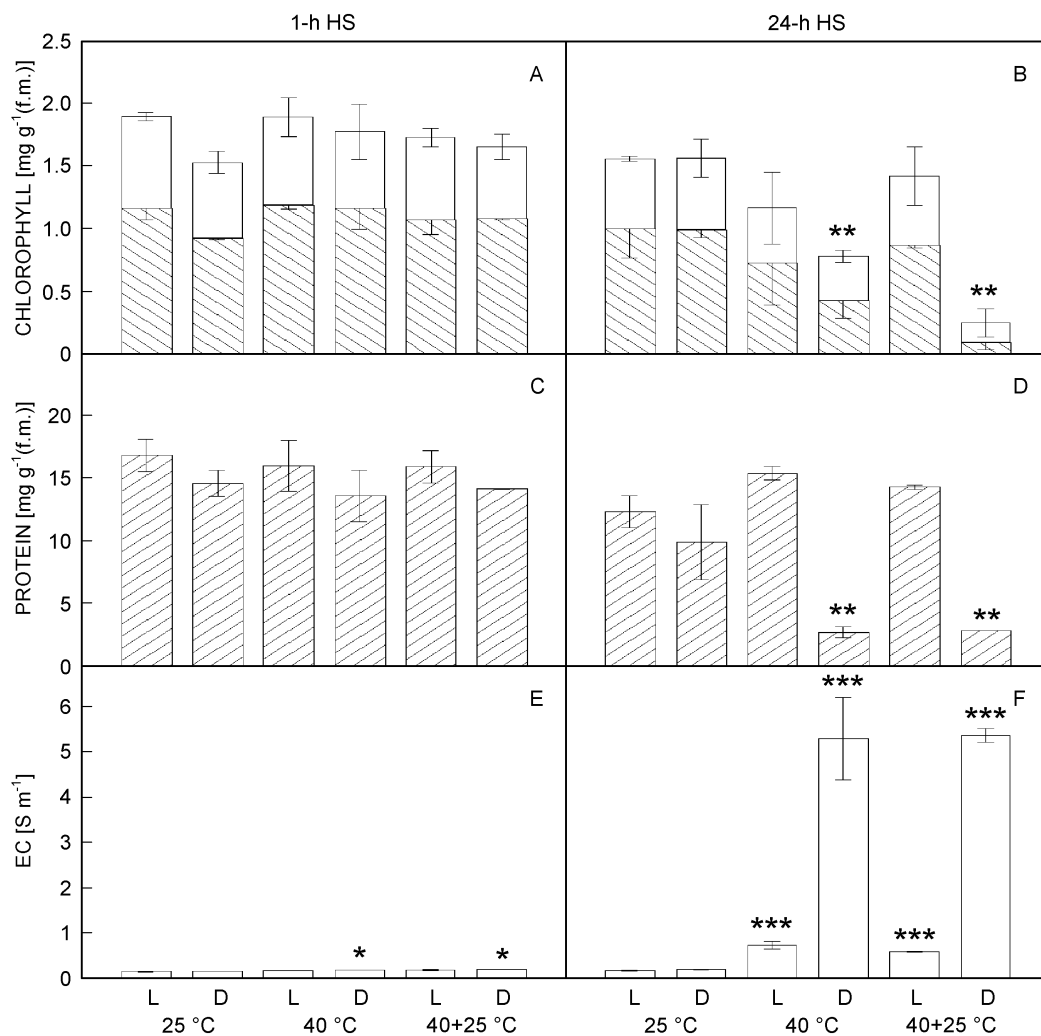 1-h HS 24-h HS
CHLOROPHYLL [mg g⁻¹(f.m.)]
2.5
2.0
1.5
1.0
0.5
0
A
B
**
**
PROTEIN [mg g⁻¹(f.m.)]
20
15
10
5
0
C
D
**
**
EC [S m⁻¹]
6
5
4
3
2
1
0
E
* *
F
***
***
***
***
L D L D L D L D L D L D
25 °C 40 °C 40+25 °C 25 °C 40 °C 40+25 °C